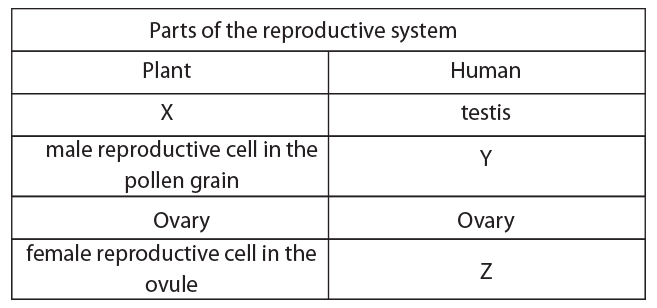 Parts of the reproductive system
Plant
Human
X
testis
male reproductive cell in the
pollen grain
Y
Ovary
Ovary
female reproductive cell in the
ovule
Z